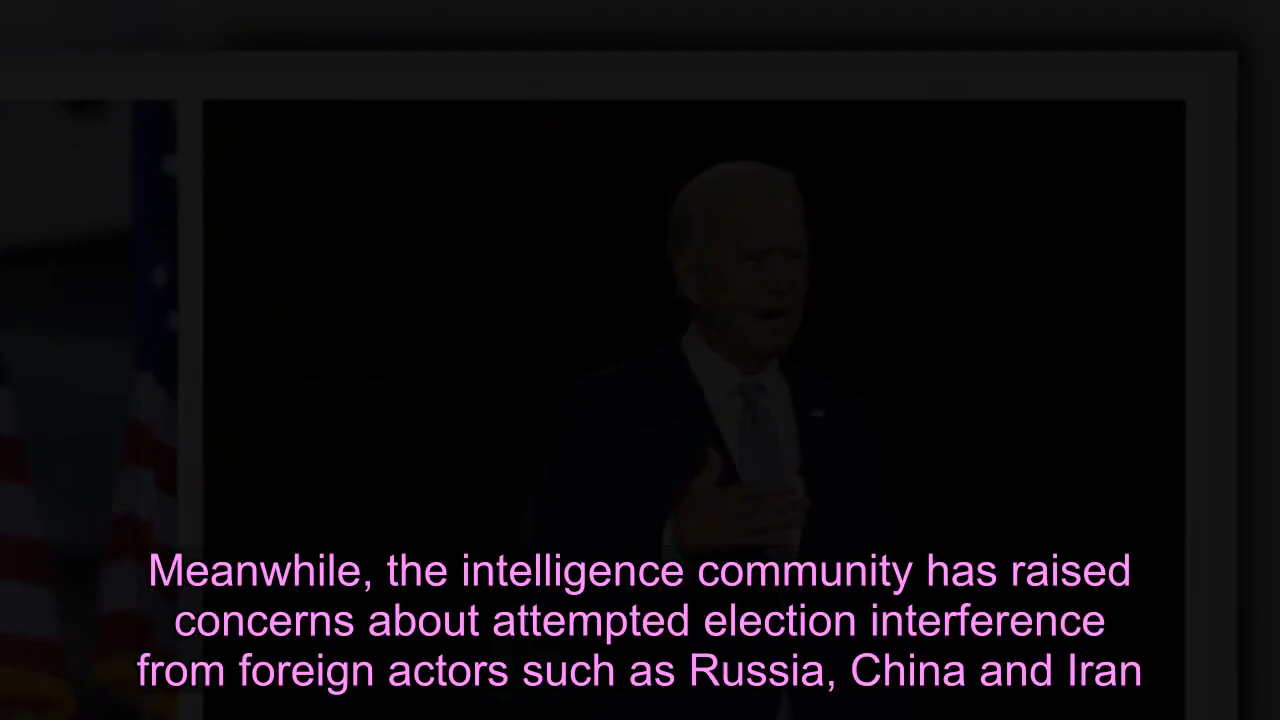 Meanwhile, the intelligence community has raised
concerns about attempted election interference
from foreign actors such as Russia, China and Iran